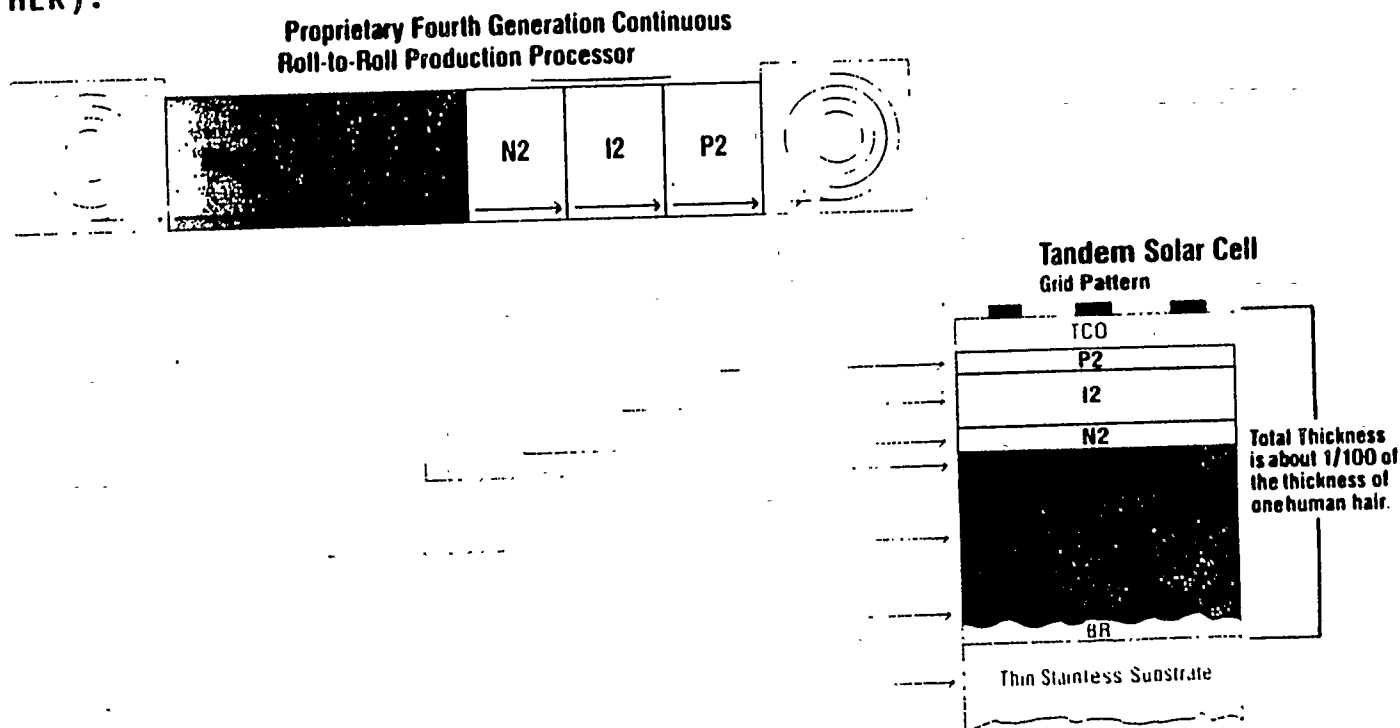 HER).
Proprietary Fourth Generation Continuous
Roll-to-Roll Production Processor
N2 I2 P2
Tandem Solar Cell
Grid Pattern
TCO
P2
I2
N2
Total Thickness
is about 1/100 of
the thickness of
one human hair.
BR
Thin Stainless Substrate